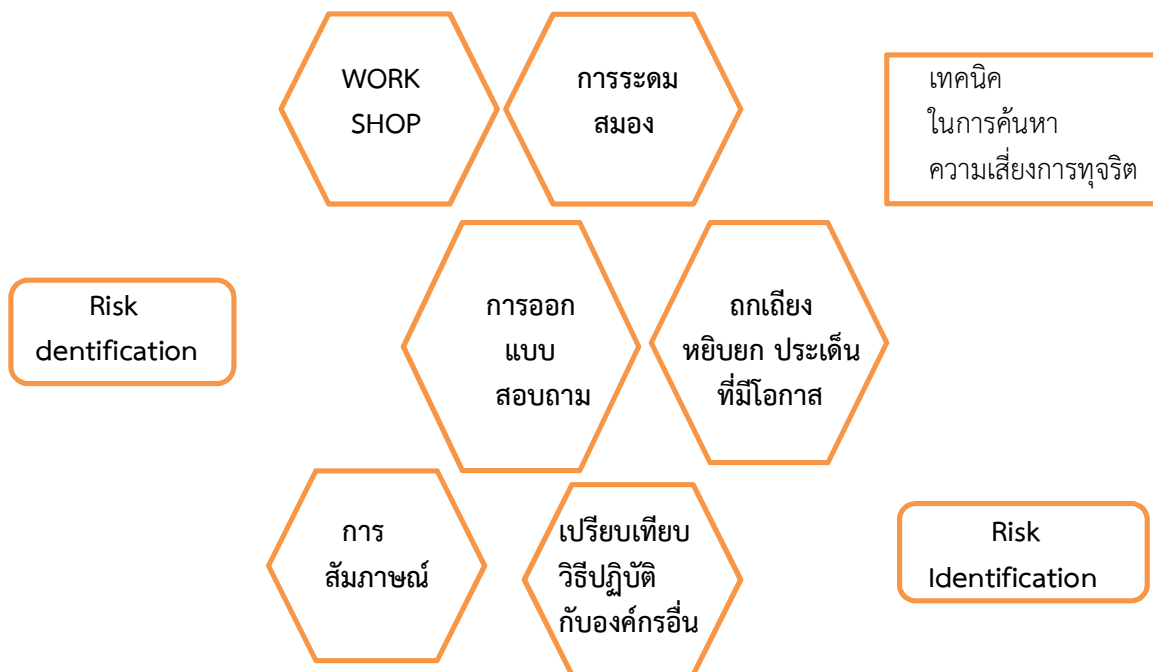 WORK
SHOP
การระดม
สมอง
เทคนิค
ในการค้นหา
ความเสี่ยงการทุจริต
Risk
dentification
การออก
แบบ
สอบถาม
ถกเถียง
หยิบยก ประเด็น
ที่มีโอกาส
การ
สัมภาษณ์
เปรียบเทียบ
วิธีปฏิบัติ
กับองค์กรอื่น
Risk
Identification